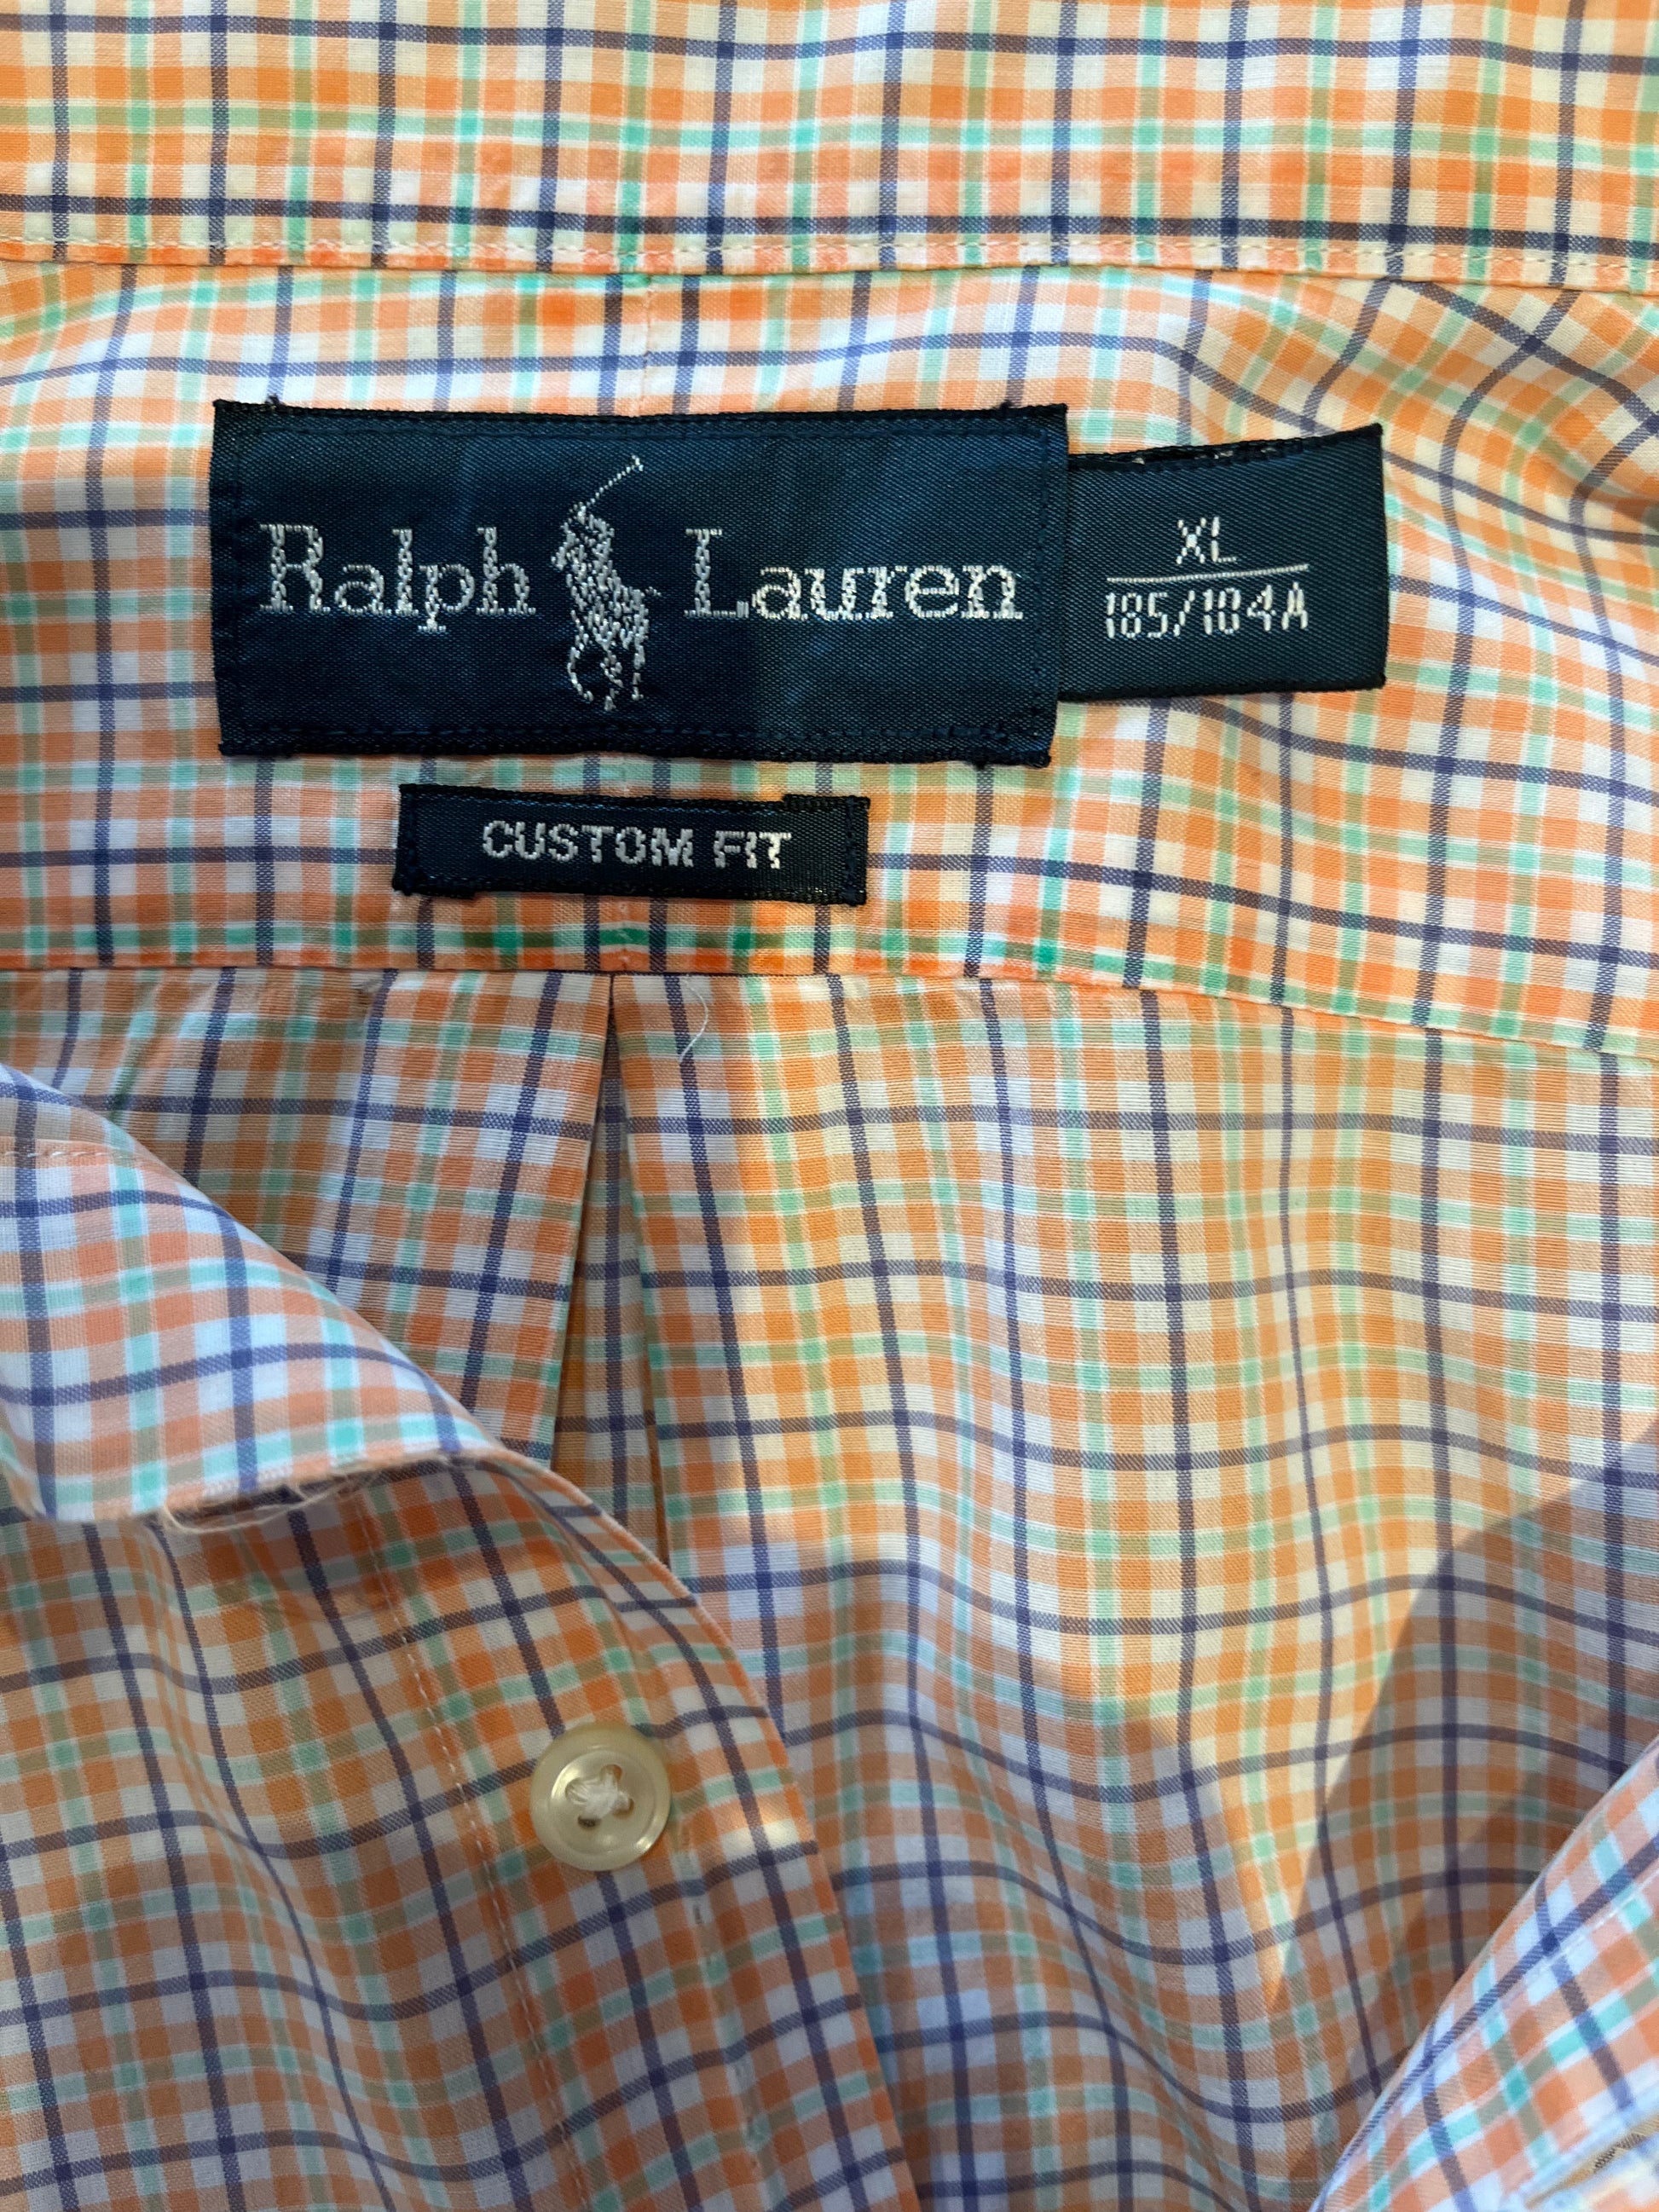 Ralph Lauren
XL
185/104A
CUSTOM FIT